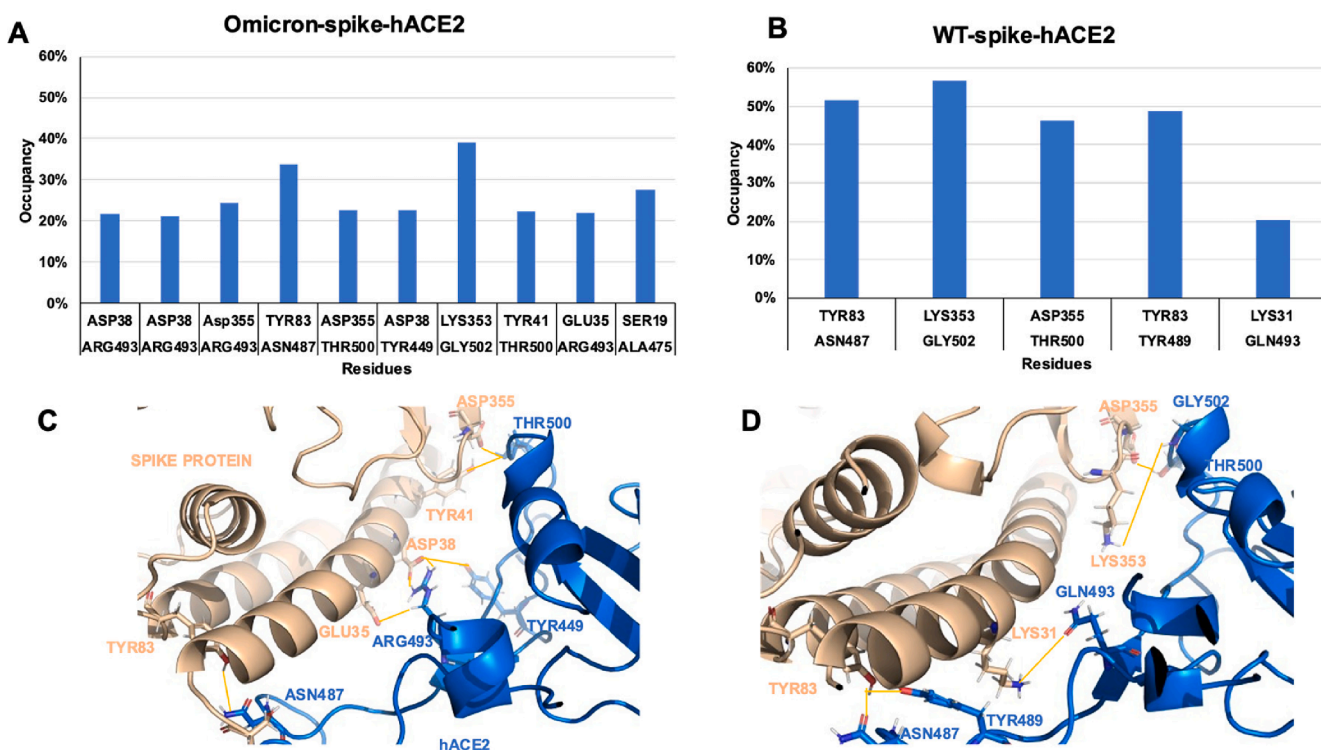 A
Omicron-spike-hACE2
60%
50%
40%
30%
20%
10%
0%
Occupancy
ASP38 ASP38 Asp355 TYR83 ASP355 ASP38 LYS353 TYR41 GLU35 SER19
ARG493 ARG493 ARG493 ASN487 THR500 TYR449 GLY502 THR500 ARG493 ALA475
Residues
B
WT-spike-hACE2
60%
50%
40%
30%
20%
10%
0%
Occupancy
TYR83 LYS353 ASP355 TYR83 LYS31
ASN487 GLY502 THR500 TYR489 GLN493
Residues
C
ASP355
THR500
SPIKE PROTEIN
TYR41
ASP38
GLU35
ARG493
TYR449
TYR83
ASN487
hACE2
D
ASP355
GLY502
THR500
LYS353
GLN493
LYS31
TYR83
ASN487
TYR489